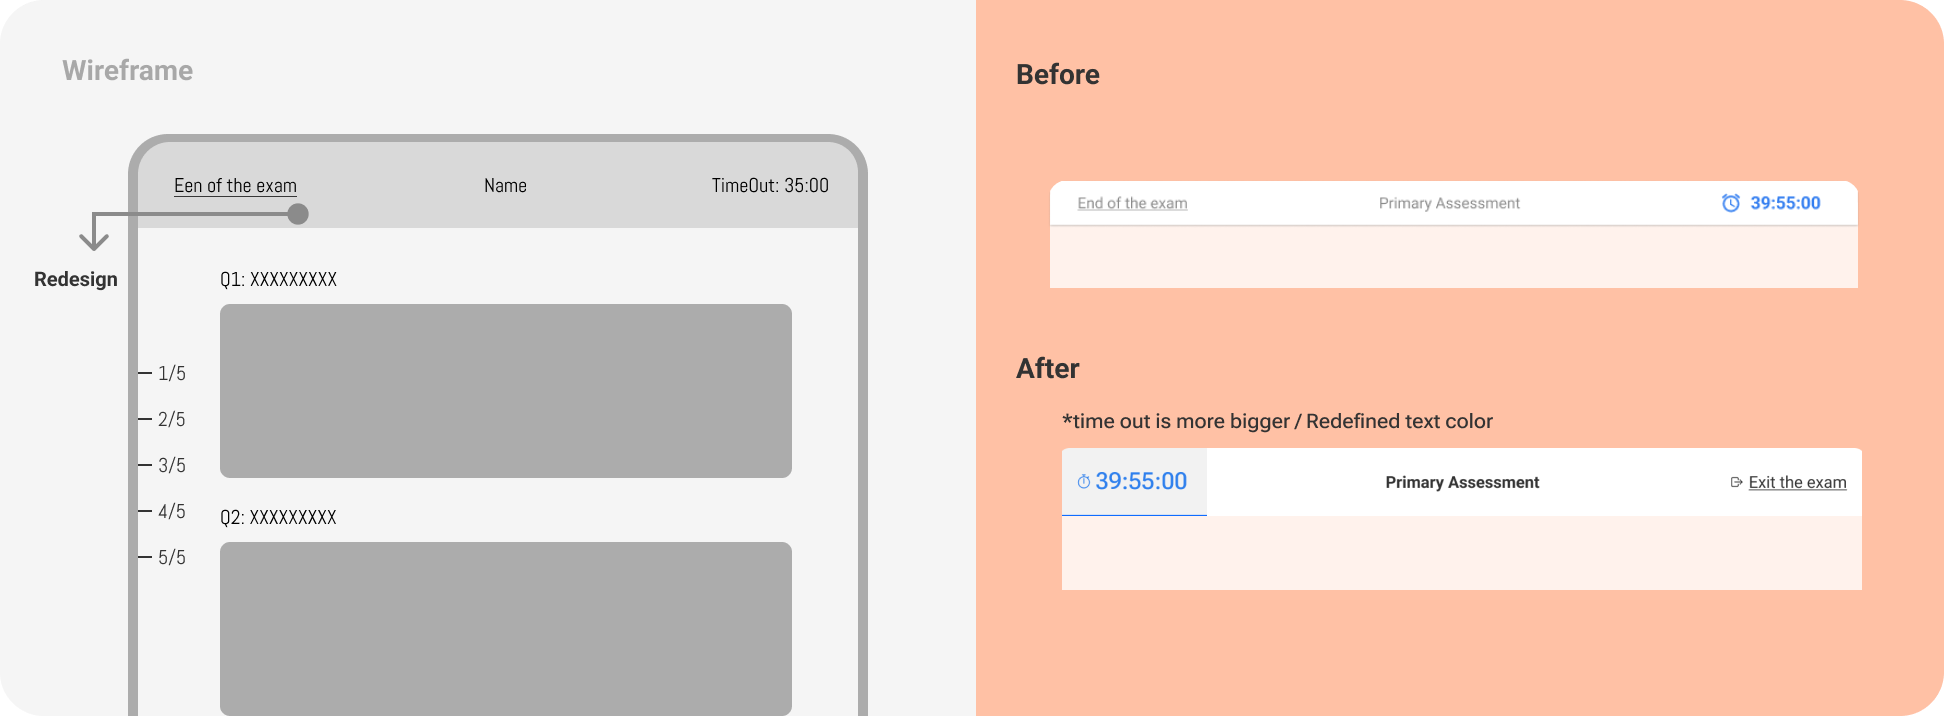 Wireframe
Een of the exam
Name
TimeOut: 35:00
Redesign
Q1: XXXXXXXXX
1/5
2/5
3/5
4/5
5/5
Q2: XXXXXXXXX
Before
End of the exam
Primary Assessment
39:55:00
After
*time out is more bigger / Redefined text color
39:55:00
Primary Assessment
Exit the exam